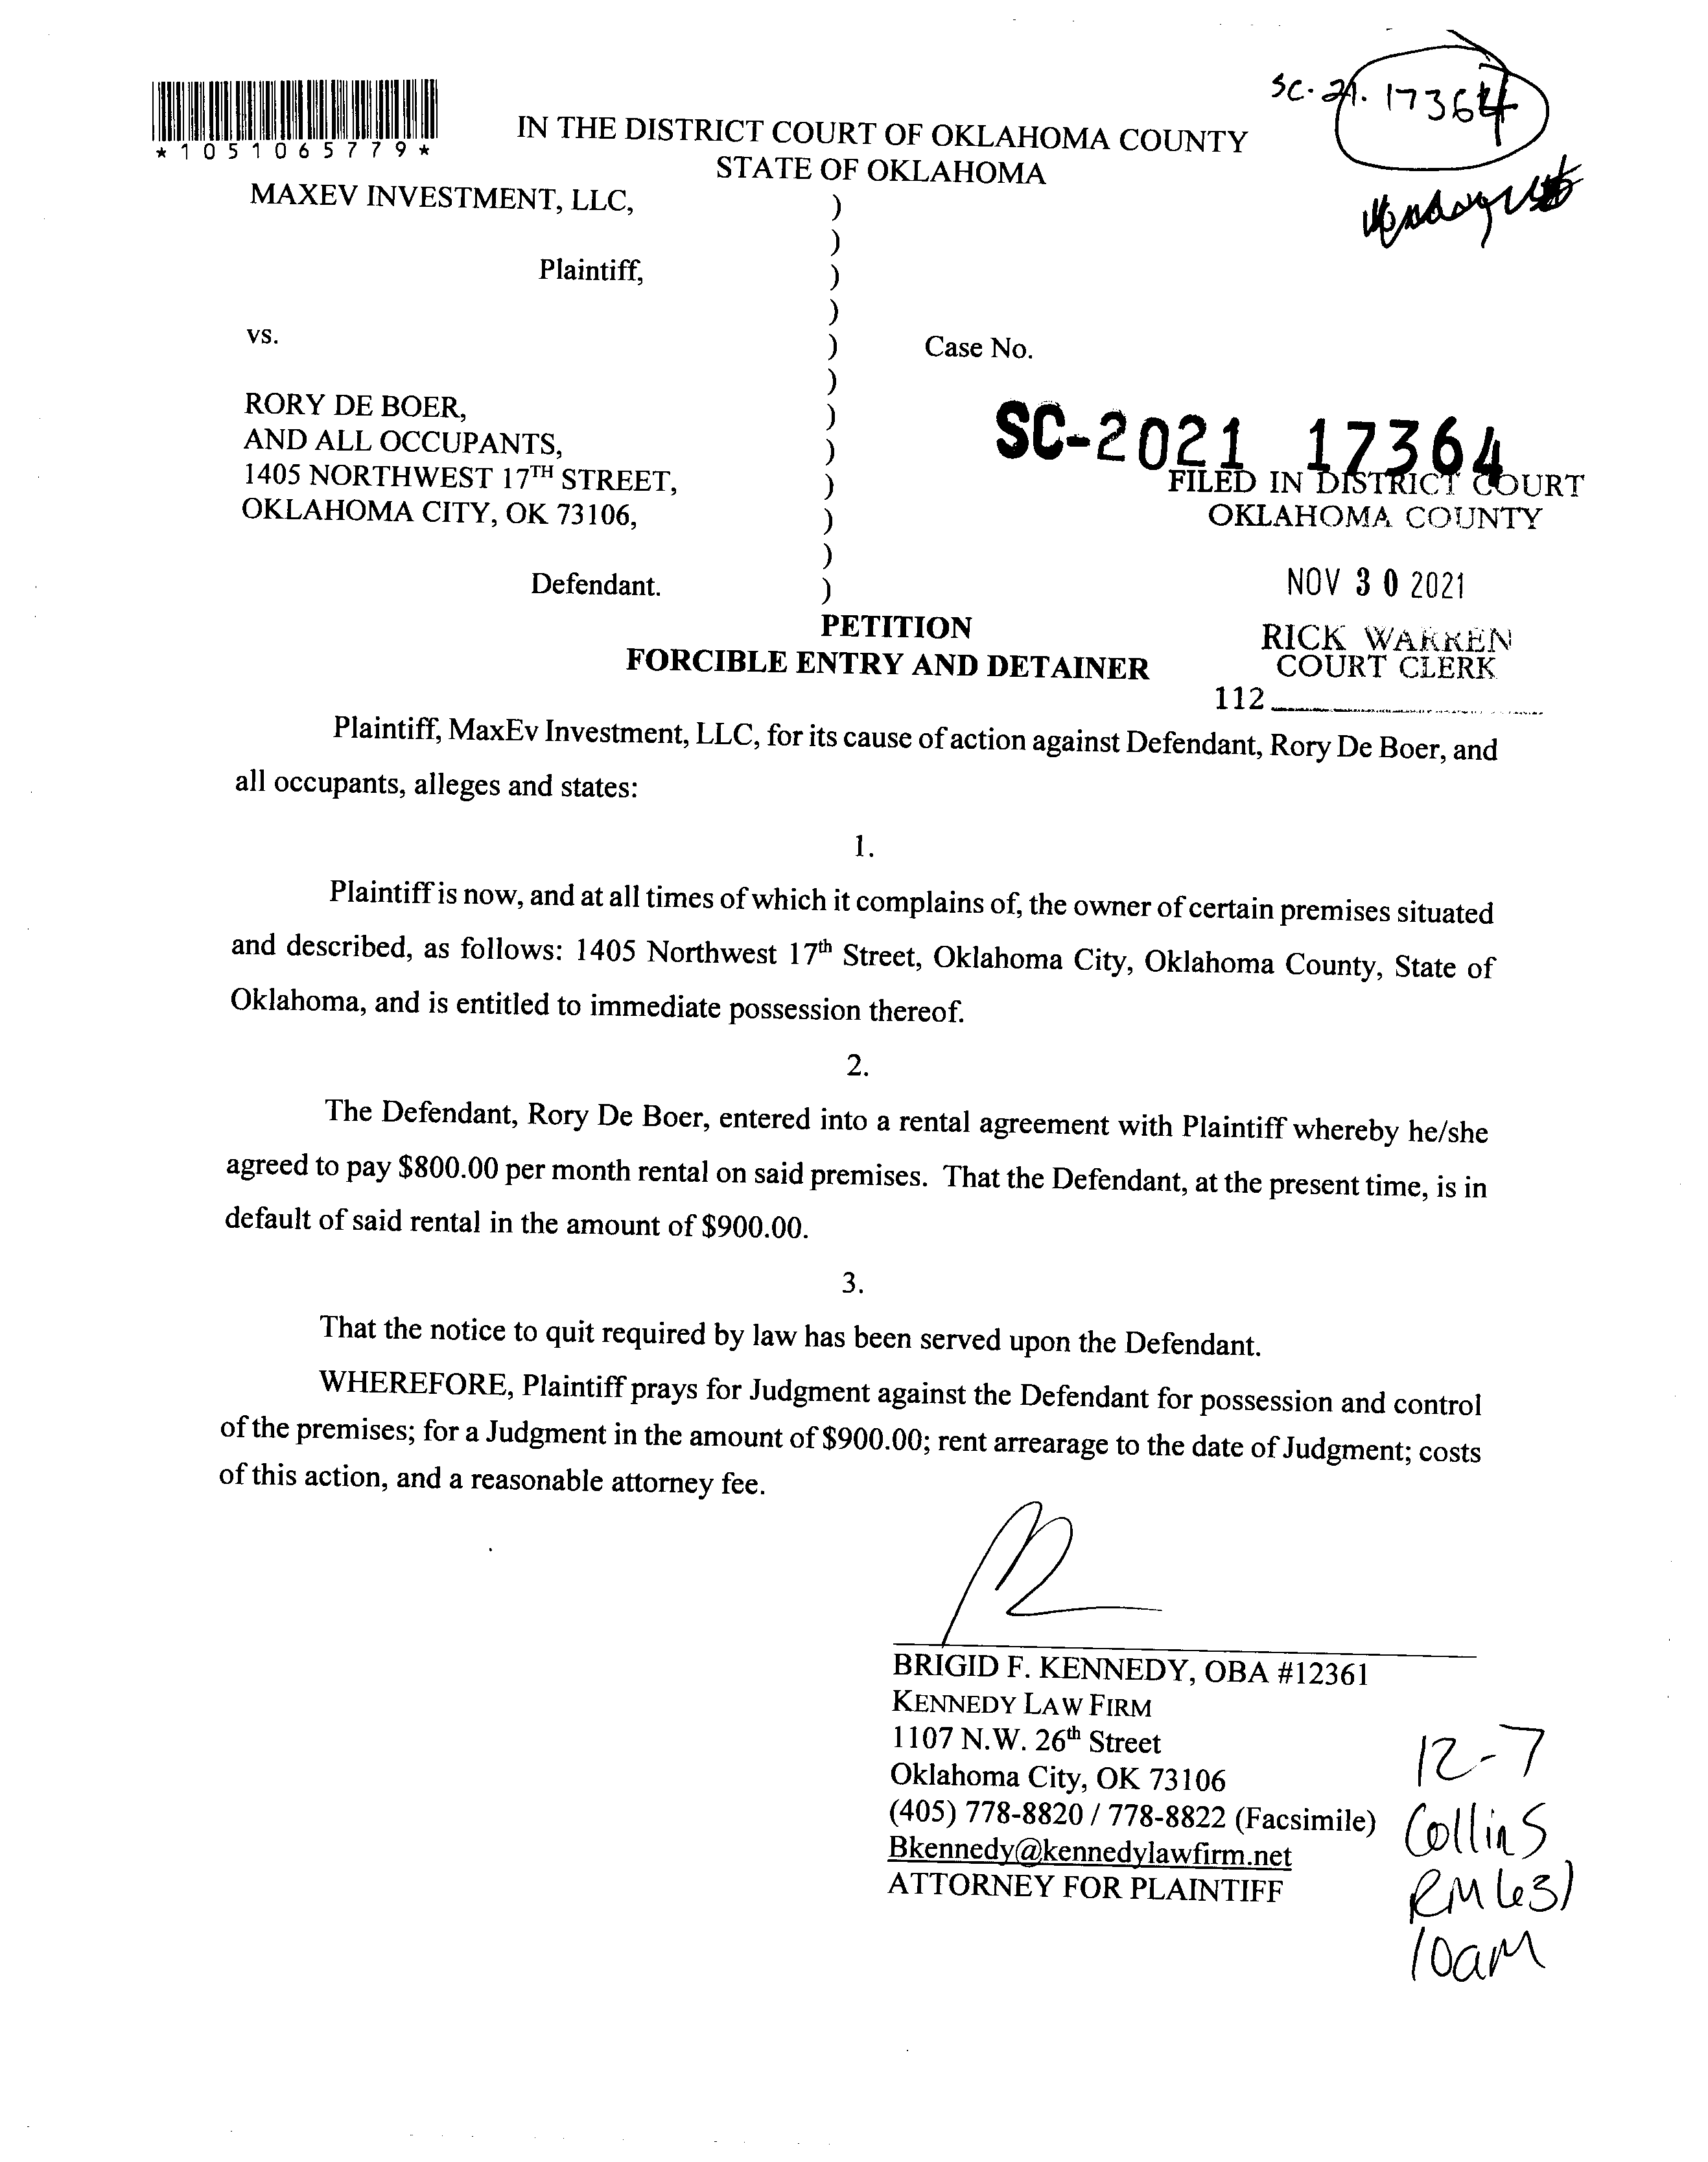 SC-21-17364
*1051065779*
IN THE DISTRICT COURT OF OKLAHOMA COUNTY
STATE OF OKLAHOMA
MAXEV INVESTMENT, LLC, )
)
Plaintiff, )
)
vs. ) Case No.
)
RORY DE BOER, )
AND ALL OCCUPANTS, ) SC-2021 17364
1405 NORTHWEST 17TH STREET, ) FILED IN DISTRICT COURT
OKLAHOMA CITY, OK 73106, ) OKLAHOMA COUNTY
)
Defendant. ) NOV 30 2021
PETITION
FORCIBLE ENTRY AND DETAINER
RICK WARREN
COURT CLERK
112
Plaintiff, MaxEv Investment, LLC, for its cause of action against Defendant, Rory De Boer, and
all occupants, alleges and states:
1.
Plaintiff is now, and at all times of which it complains of, the owner of certain premises situated
and described, as follows: 1405 Northwest 17th Street, Oklahoma City, Oklahoma County, State of
Oklahoma, and is entitled to immediate possession thereof.
2.
The Defendant, Rory De Boer, entered into a rental agreement with Plaintiff whereby he/she
agreed to pay $800.00 per month rental on said premises. That the Defendant, at the present time, is in
default of said rental in the amount of $900.00.
3.
That the notice to quit required by law has been served upon the Defendant.
WHEREFORE, Plaintiff prays for Judgment against the Defendant for possession and control
of the premises; for a Judgment in the amount of $900.00; rent arrearage to the date of Judgment; costs
of this action, and a reasonable attorney fee.
BRIGID F. KENNEDY, OBA #12361
KENNEDY LAW FIRM
1107 N.W. 26th Street
Oklahoma City, OK 73106
(405) 778-8820 / 778-8822 (Facsimile)
Bkennedy@kennedylawfirm.net
ATTORNEY FOR PLAINTIFF
12-7
Collins
RM 631
10am